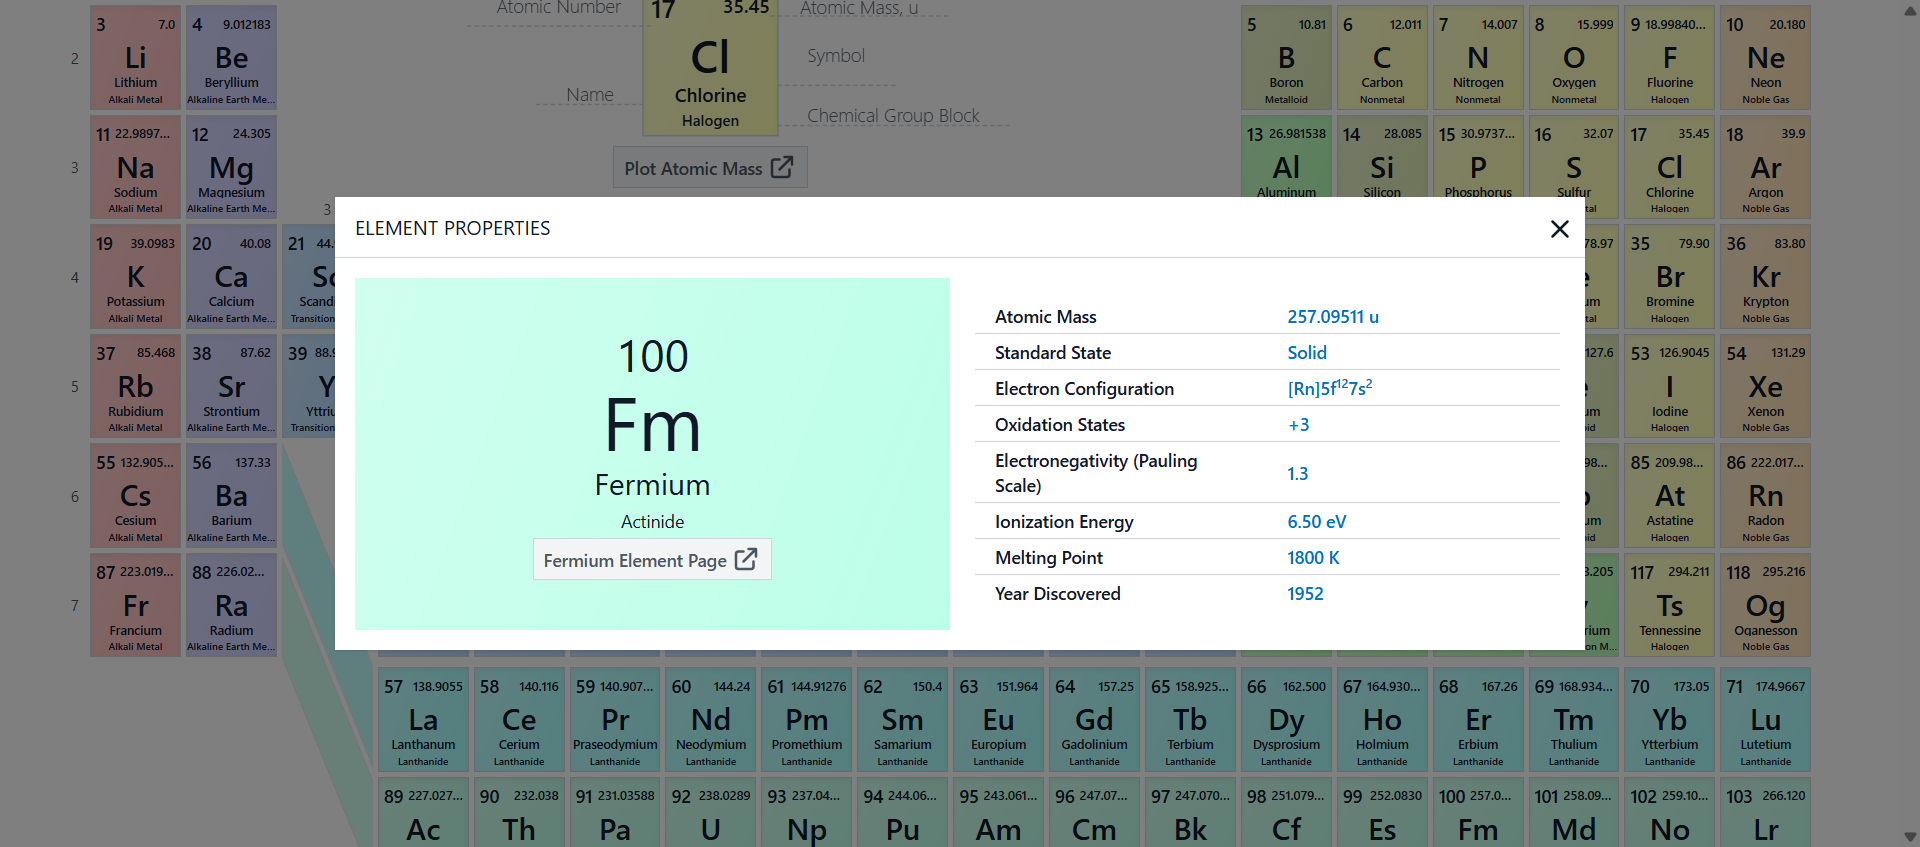 Atomic Number
17 35.45
Atomic Mass, u
Cl
Symbol
Name
Chlorine
Halogen
Chemical Group Block
Plot Atomic Mass
2
3 7.0
Li
Lithium
Alkali Metal
4 9.012183
Be
Beryllium
Alkaline Earth Me...
5 10.81
B
Boron
Metalloid
6 12.011
C
Carbon
Nonmetal
7 14.007
N
Nitrogen
Nonmetal
8 15.999
O
Oxygen
Nonmetal
9 18.99840...
F
Fluorine
Halogen
10 20.180
Ne
Neon
Noble Gas
3
11 22.9897...
Na
Sodium
Alkali Metal
12 24.305
Mg
Magnesium
Alkaline Earth Me...
3
13 26.981538
Al
Aluminum
14 28.085
Si
Silicon
15 30.9737...
P
Phosphorus
16 32.07
S
Sulfur
17 35.45
Cl
Chlorine
Halogen
18 39.9
Ar
Argon
Noble Gas
ELEMENT PROPERTIES
100
Fm
Fermium
Actinide
Fermium Element Page
Atomic Mass 257.09511 u
Standard State Solid
Electron Configuration [Rn]5f¹²7s²
Oxidation States +3
Electronegativity (Pauling
Scale) 1.3
Ionization Energy 6.50 eV
Melting Point 1800 K
Year Discovered 1952
4
19 39.0983
K
Potassium
Alkali Metal
20 40.08
Ca
Calcium
Alkaline Earth Me...
21 44.
Transition
78.97
35 79.90
Br
Bromine
Halogen
36 83.80
Kr
Krypton
Noble Gas
5
37 85.468
Rb
Rubidium
Alkali Metal
38 87.62
Sr
Strontium
Alkaline Earth Me...
39 88.9
Y
Transition
127.6
53 126.9045
I
Iodine
Halogen
54 131.29
Xe
Xenon
Noble Gas
6
55 132.905...
Cs
Cesium
Alkali Metal
56 137.33
Ba
Barium
Alkaline Earth Me...
85 209.98...
At
Astatine
Halogen
86 222.017...
Rn
Radon
Noble Gas
7
87 223.019...
Fr
Francium
Alkali Metal
88 226.02...
Ra
Radium
Alkaline Earth Me...
117 294.211
Ts
Tennessine
Halogen
118 295.216
Og
Oganesson
Noble Gas
57 138.9055
La
Lanthanum
Lanthanide
58 140.116
Ce
Cerium
Lanthanide
59 140.907...
Pr
Praseodymium
Lanthanide
60 144.24
Nd
Neodymium
Lanthanide
61 144.91276
Pm
Promethium
Lanthanide
62 150.4
Sm
Samarium
Lanthanide
63 151.964
Eu
Europium
Lanthanide
64 157.25
Gd
Gadolinium
Lanthanide
65 158.925...
Tb
Terbium
Lanthanide
66 162.500
Dy
Dysprosium
Lanthanide
67 164.930...
Ho
Holmium
Lanthanide
68 167.26
Er
Erbium
Lanthanide
69 168.934...
Tm
Thulium
Lanthanide
70 173.05
Yb
Ytterbium
Lanthanide
71 174.9667
Lu
Lutetium
Lanthanide
89 227.027...
Ac
90 232.038
Th
91 231.03588
Pa
92 238.0289
U
93 237.04...
Np
94 244.06...
Pu
95 243.061...
Am
96 247.07...
Cm
97 247.070...
Bk
98 251.079...
Cf
99 252.0830
Es
100 257.0...
Fm
101 258.09...
Md
102 259.10...
No
103 266.120
Lr